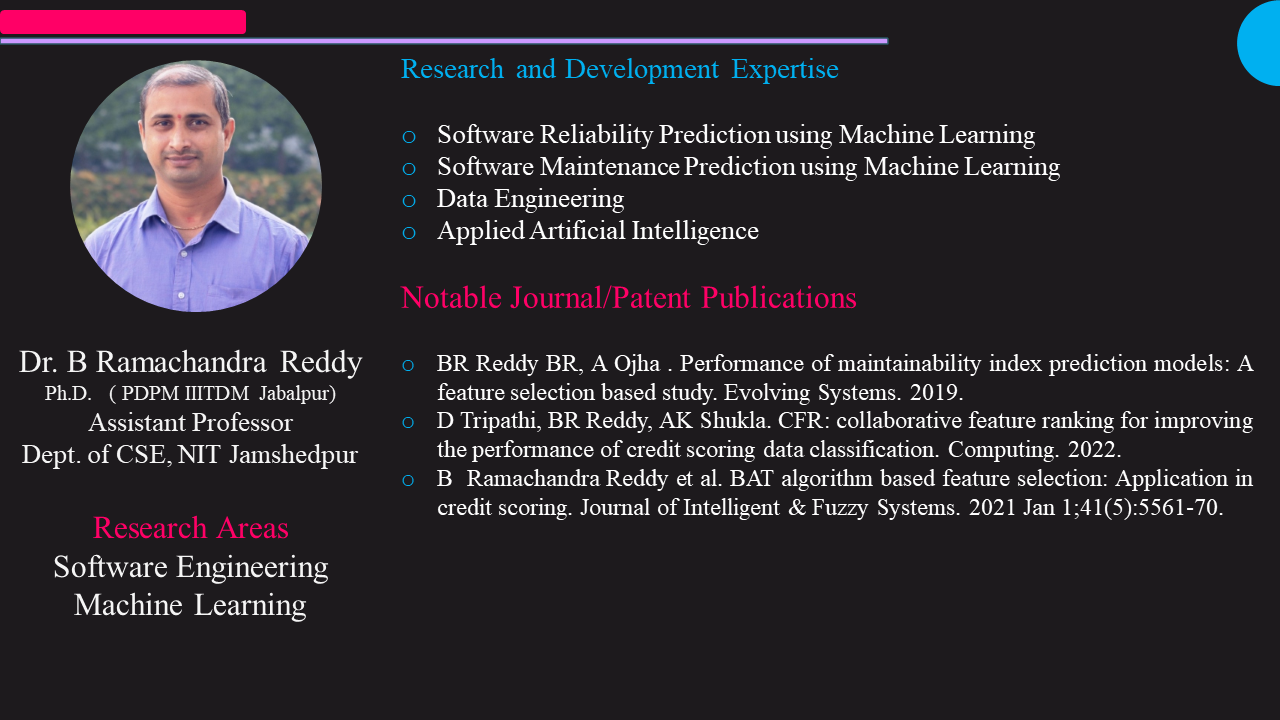 Research and Development Expertise
o Software Reliability Prediction using Machine Learning
o Software Maintenance Prediction using Machine Learning
o Data Engineering
o Applied Artificial Intelligence
Notable Journal/Patent Publications
o BR Reddy BR, A Ojha . Performance of maintainability index prediction models: A
feature selection based study. Evolving Systems. 2019.
o D Tripathi, BR Reddy, AK Shukla. CFR: collaborative feature ranking for improving
the performance of credit scoring data classification. Computing. 2022.
o B Ramachandra Reddy et al. BAT algorithm based feature selection: Application in
credit scoring. Journal of Intelligent & Fuzzy Systems. 2021 Jan 1;41(5):5561-70.
Dr. B Ramachandra Reddy
Ph.D. ( PDPM IIITDM Jabalpur)
Assistant Professor
Dept. of CSE, NIT Jamshedpur
Research Areas
Software Engineering
Machine Learning